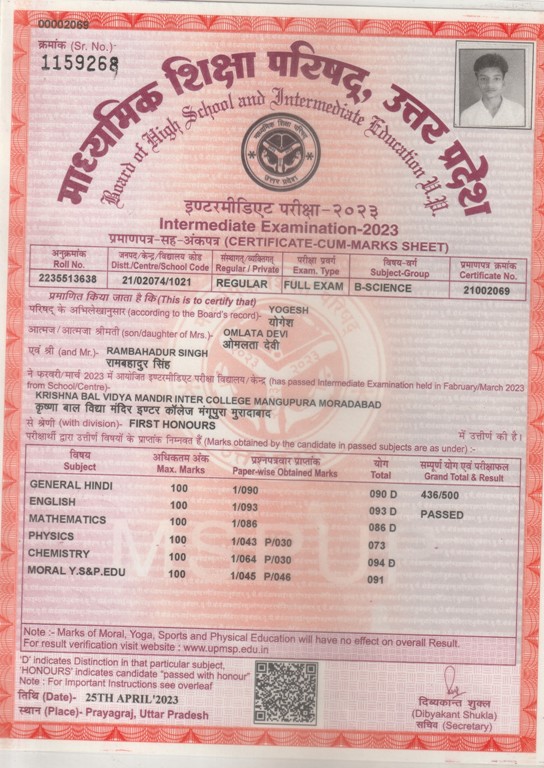 00002069
क्रमांक (Sr. No.)-
1159268
माध्यमिक शिक्षा परिषद, उत्तर प्रदेश
Board of High School and Intermediate Education U.P.
माध्यमिक शिक्षा परिषद
उत्तर प्रदेश
इण्टरमीडिएट परीक्षा-२०२३
Intermediate Examination-2023
प्रमाणपत्र-सह-अंकपत्र (CERTIFICATE-CUM-MARKS SHEET)
अनुक्रमांक जनपद/केन्द्र/विद्यालय कोड संस्थागत/व्यक्तिगत परीक्षा प्रवर्ग विषय-वर्ग प्रमाणपत्र क्रमांक
Roll No. Distt./Centre/School Code Regular / Private Exam. Type Subject-Group Certificate No.
2235513638 21/02074/1021 REGULAR FULL EXAM B-SCIENCE 21002069
प्रमाणित किया जाता है कि(This is to certify that)
परिषद के अभिलेखानुसार (according to the Board's record)- YOGESH
योगेश
आत्मज/आत्मजा श्रीमती (son/daughter of Mrs.)- OMLATA DEVI
ओमलता देवी
एवं श्री (and Mr.)- RAMBAHADUR SINGH
रामबहादुर सिंह
ने फरवरी/मार्च 2023 में आयोजित इण्टरमीडिएट परीक्षा विद्यालय/केन्द्र (has passed Intermediate Examination held in Fabruary/March 2023
from School/Centre)-
KRISHNA BAL VIDYA MANDIR INTER COLLEGE MANGUPURA MORADABAD
कृष्णा बाल विद्या मंदिर इण्टर कॉलेज मंगूपुरा मुरादाबाद
से श्रेणी (with division)- FIRST HONOURS में उत्तीर्ण की है।
परीक्षार्थी द्वारा उत्तीर्ण विषयों के प्राप्तांक निम्नवत हैं (Marks obtained by the candidate in passed subjects are as under) :-
विषय अधिकतम अंक प्रश्नपत्रवार प्राप्तांक योग सम्पूर्ण योग एवं परीक्षाफल
Subject Max. Marks Paper-wise Obtained Marks Total Grand Total & Result
GENERAL HINDI 100 1/090 090 D 436/500
ENGLISH 100 1/093 093 D PASSED
MATHEMATICS 100 1/086 086 D
PHYSICS 100 1/043 P/030 073
CHEMISTRY 100 1/064 P/030 094 D
MORAL Y.S&P.EDU 100 1/045 P/046 091
Note :- Marks of Moral, Yoga, Sports and Physical Education will have no effect on overall Result.
For result verification visit website : www.upmsp.edu.in
'D' indicates Distinction in that particular subject,
'HONOURS' indicates candidate "passed with honour"
Note : For Important Instructions see overleaf
तिथि (Date)- 25TH APRIL'2023
स्थान (Place)- Prayagraj, Uttar Pradesh
दिव्यकान्त शुक्ल
(Dibyakant Shukla)
सचिव (Secretary)